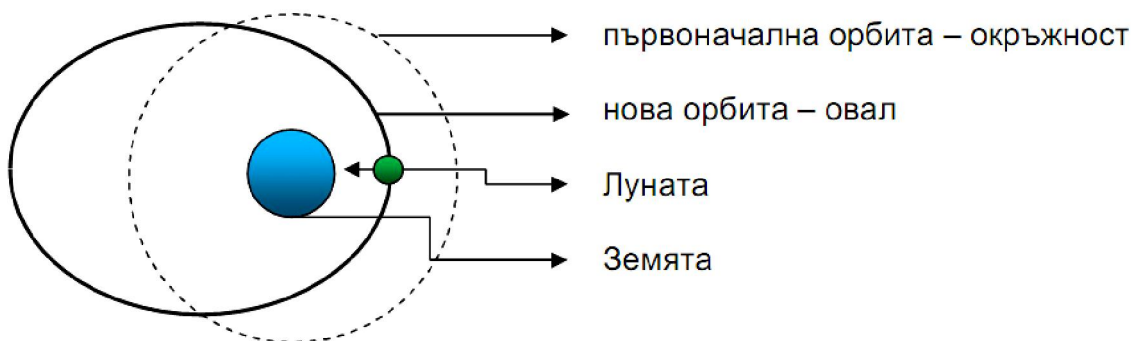 първоначална орбита – окръжност
нова орбита – овал
Луната
Земята